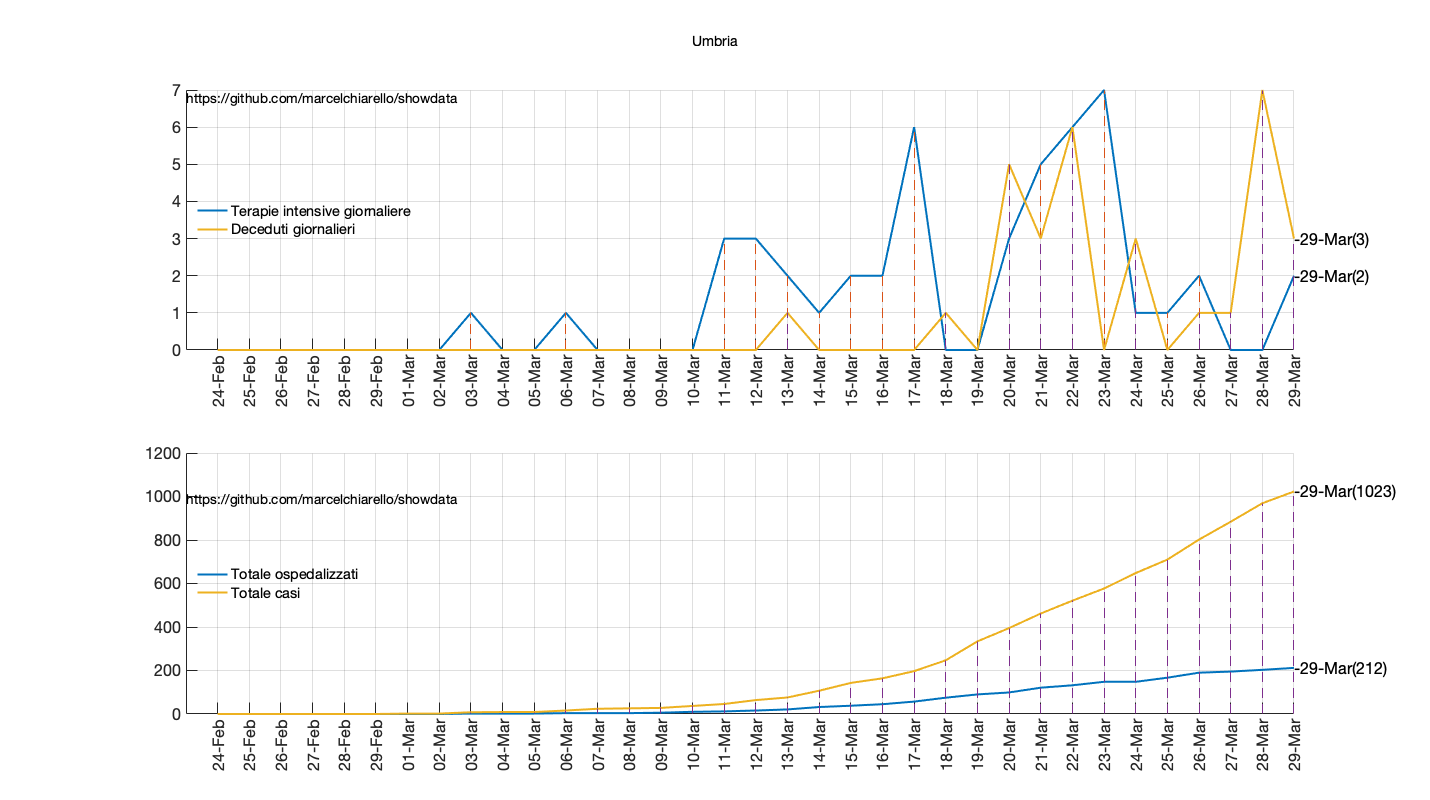 Umbria
7
6
5
4
3
2
1
0
https://github.com/marcelchiarello/showdata
Terapie intensive giornaliere
Deceduti giornalieri
-29-Mar(3)
-29-Mar(2)
24-Feb
25-Feb
26-Feb
27-Feb
28-Feb
29-Feb
01-Mar
02-Mar
03-Mar
04-Mar
05-Mar
06-Mar
07-Mar
08-Mar
09-Mar
10-Mar
11-Mar
12-Mar
13-Mar
14-Mar
15-Mar
16-Mar
17-Mar
18-Mar
19-Mar
20-Mar
21-Mar
22-Mar
23-Mar
24-Mar
25-Mar
26-Mar
27-Mar
28-Mar
29-Mar
1200
1000
800
600
400
200
0
https://github.com/marcelchiarello/showdata
Totale ospedalizzati
Totale casi
-29-Mar(1023)
-29-Mar(212)
24-Feb
25-Feb
26-Feb
27-Feb
28-Feb
29-Feb
01-Mar
02-Mar
03-Mar
04-Mar
05-Mar
06-Mar
07-Mar
08-Mar
09-Mar
10-Mar
11-Mar
12-Mar
13-Mar
14-Mar
15-Mar
16-Mar
17-Mar
18-Mar
19-Mar
20-Mar
21-Mar
22-Mar
23-Mar
24-Mar
25-Mar
26-Mar
27-Mar
28-Mar
29-Mar